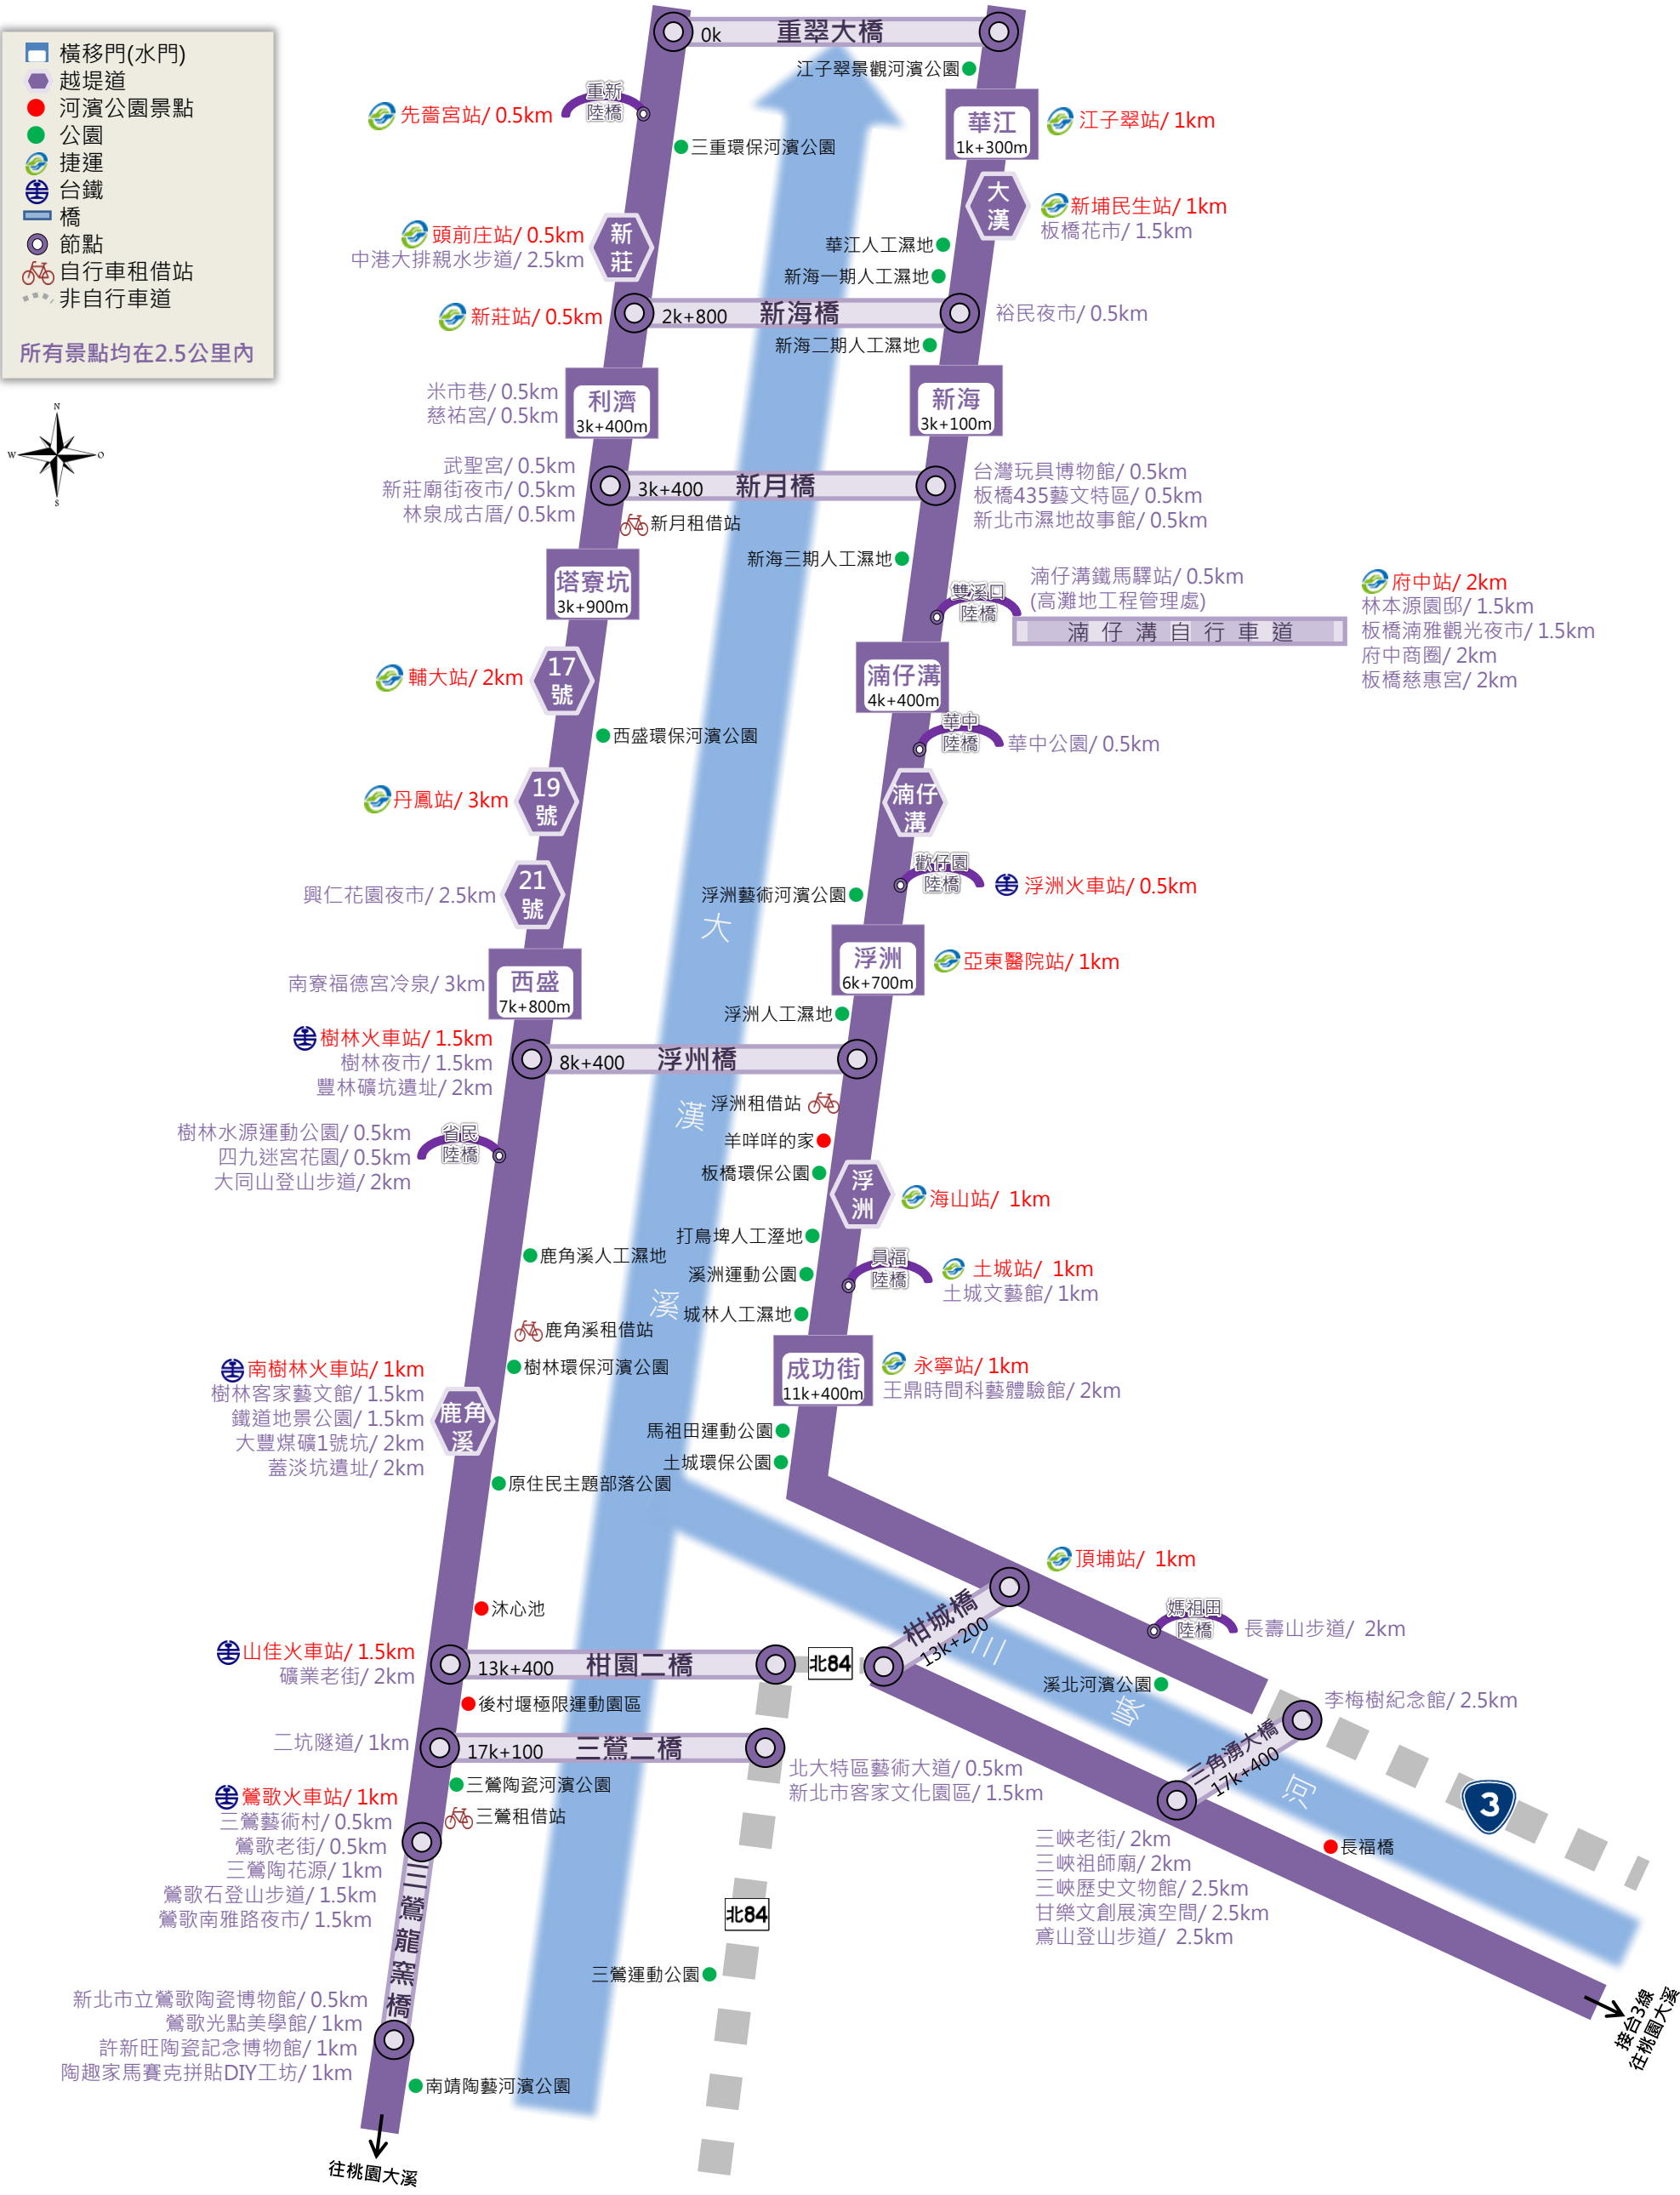 橫移門(水門)
越堤道
河濱公園景點
公園
捷運
台鐵
橋
節點
自行車租借站
非自行車道
所有景點均在2.5公里內
N
W
O
S
0k
重翠大橋
江子翠景觀河濱公園
先嗇宮站/ 0.5km
重新
陸橋
華江
1k+300m
江子翠站/ 1km
三重環保河濱公園
大
漢
新埔民生站/ 1km
板橋花市/ 1.5km
頭前庄站/ 0.5km
中港大排親水步道/ 2.5km
新
莊
華江人工濕地
新海一期人工濕地
新莊站/ 0.5km
2k+800
新海橋
裕民夜市/ 0.5km
新海二期人工濕地
米市巷/ 0.5km
慈祐宮/ 0.5km
利濟
3k+400m
新海
3k+100m
武聖宮/ 0.5km
新莊廟街夜市/ 0.5km
林泉成古厝/ 0.5km
3k+400
新月橋
台灣玩具博物館/ 0.5km
板橋435藝文特區/ 0.5km
新北市濕地故事館/ 0.5km
新月租借站
新海三期人工濕地
塔寮坑
3k+900m
雙溪口
陸橋
湳仔溝鐵馬驛站/ 0.5km
(高灘地工程管理處)
湳仔溝自行車道
府中站/ 2km
林本源園邸/ 1.5km
板橋湳雅觀光夜市/ 1.5km
府中商圈/ 2km
板橋慈惠宮/ 2km
輔大站/ 2km
17
號
湳仔溝
4k+400m
西盛環保河濱公園
華中
陸橋
華中公園/ 0.5km
丹鳳站/ 3km
19
號
湳仔
溝
興仁花園夜市/ 2.5km
21
號
歡仔園
陸橋
浮洲火車站/ 0.5km
浮洲藝術河濱公園
大
漢
溪
南寮福德宮冷泉/ 3km
西盛
7k+800m
浮洲
6k+700m
亞東醫院站/ 1km
浮洲人工濕地
樹林火車站/ 1.5km
樹林夜市/ 1.5km
豐林礦坑遺址/ 2km
8k+400
浮州橋
浮洲租借站
羊咩咩的家
板橋環保公園
樹林水源運動公園/ 0.5km
四九迷宮花園/ 0.5km
大同山登山步道/ 2km
省民
陸橋
浮
洲
海山站/ 1km
打鳥埤人工溼地
溪洲運動公園
鹿角溪人工濕地
員福
陸橋
土城站/ 1km
土城文藝館/ 1km
城林人工濕地
鹿角溪租借站
樹林環保河濱公園
成功街
11k+400m
永寧站/ 1km
王鼎時間科藝體驗館/ 2km
南樹林火車站/ 1km
樹林客家藝文館/ 1.5km
鐵道地景公園/ 1.5km
大豐煤礦1號坑/ 2km
蓋淡坑遺址/ 2km
鹿角
溪
馬祖田運動公園
土城環保公園
原住民主題部落公園
頂埔站/ 1km
沐心池
柑城橋
13k+200
媽祖田
陸橋
長壽山步道/ 2km
山佳火車站/ 1.5km
礦業老街/ 2km
13k+400
柑園二橋
北84
三
峽
河
溪北河濱公園
後村堰極限運動園區
李梅樹紀念館/ 2.5km
二坑隧道/ 1km
17k+100
三鶯二橋
三角湧大橋
17k+400
3
三鶯陶瓷河濱公園
三鶯租借站
北大特區藝術大道/ 0.5km
新北市客家文化園區/ 1.5km
鶯歌火車站/ 1km
三鶯藝術村/ 0.5km
鶯歌老街/ 0.5km
三鶯陶花源/ 1km
鶯歌石登山步道/ 1.5km
鶯歌南雅路夜市/ 1.5km
三鶯龍窯橋
三峽老街/ 2km
三峽祖師廟/ 2km
三峽歷史文物館/ 2.5km
甘樂文創展演空間/ 2.5km
鳶山登山步道/ 2.5km
長福橋
北84
三鶯運動公園
新北市立鶯歌陶瓷博物館/ 0.5km
鶯歌光點美學館/ 1km
許新旺陶瓷記念博物館/ 1km
陶趣家馬賽克拼貼DIY工坊/ 1km
南靖陶藝河濱公園
接台3線
往桃園大溪
往桃園大溪